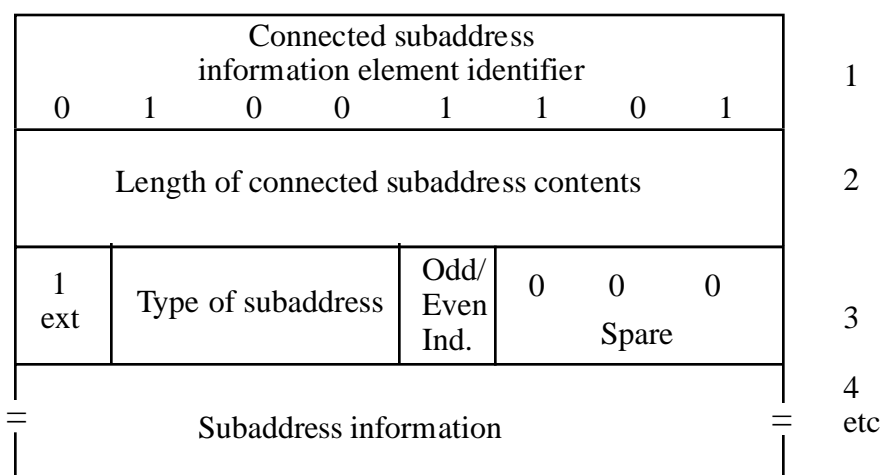 Connected subaddress
information element identifier
0 1 0 0 1 1 0 1
1
Length of connected subaddress contents
2
1
ext
Type of subaddress
Odd/
Even
Ind.
0 0 0
Spare
3
Subaddress information
4
etc